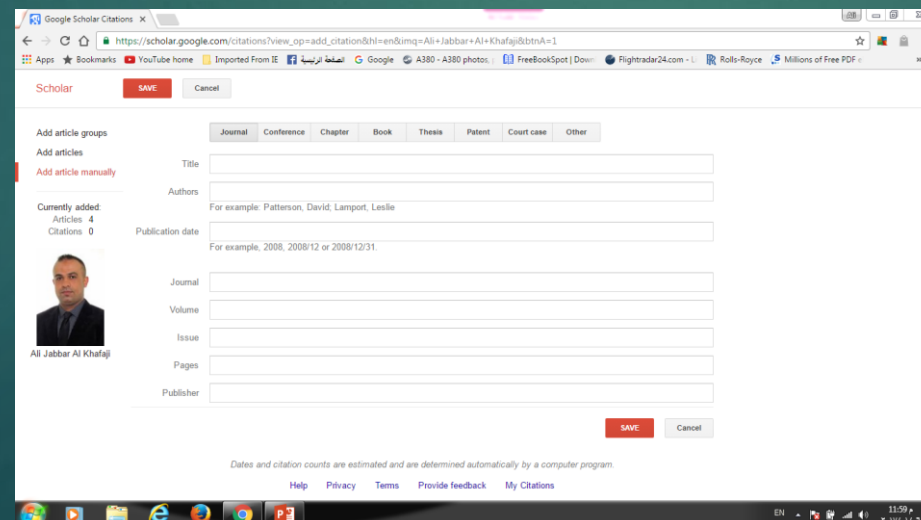 Google Scholar Citations
https://scholar.google.com/citations?view_op=add_citation&hl=en&imq=Ali+Jabbar+Al+Khafaji&btnA=1
Apps Bookmarks YouTube home Imported From IE الصفحة الرئيسية Google A380 - A380 photos, FreeBookSpot | Down Flightradar24.com - Rolls-Royce Millions of Free PDF
Scholar SAVE Cancel
Add article groups
Add articles
Add article manually
Currently added:
Articles 4
Citations 0
Ali Jabbar Al Khafaji
Journal Conference Chapter Book Thesis Patent Court case Other
Title
Authors
For example: Patterson, David; Lamport, Leslie
Publication date
For example, 2008, 2008/12 or 2008/12/31.
Journal
Volume
Issue
Pages
Publisher
SAVE Cancel
Dates and citation counts are estimated and are determined automatically by a computer program.
Help Privacy Terms Provide feedback My Citations
EN 11:59 م